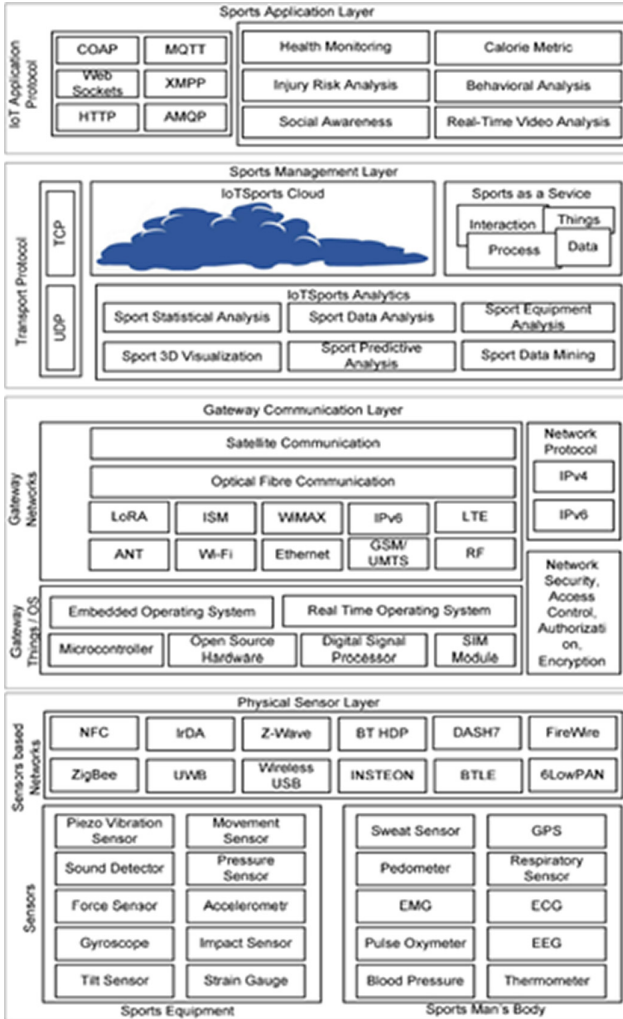 Sports Application Layer
IoT Application
Protocol
COAP
MQTT
Web
Sockets
XMPP
HTTP
AMQP
Health Monitoring
Calorie Metric
Injury Risk Analysis
Behavioral Analysis
Social Awareness
Real-Time Video Analysis
Sports Management Layer
Transport Protocol
TCP
UDP
IoTSports Cloud
Sports as a Sevice
Interaction
Things
Process
Data
IoTSports Analytics
Sport Statistical Analysis
Sport Data Analysis
Sport Equipment
Analysis
Sport 3D Visualization
Sport Predictive
Analysis
Sport Data Mining
Gateway Communication Layer
Gateway
Networks
Satellite Communication
Optical Fibre Communication
LoRA
ISM
WiMAX
IPv6
LTE
ANT
Wi-Fi
Ethernet
GSM/
UMTS
RF
Network
Protocol
IPv4
IPv6
Gateway
Things / OS
Embedded Operating System
Real Time Operating System
Microcontroller
Open Source
Hardware
Digital Signal
Processor
SIM
Module
Network
Security,
Access
Control,
Authorizati
on,
Encryption
Physical Sensor Layer
Sensors based
Networks
NFC
IrDA
Z-Wave
BT HDP
DASH7
FireWire
ZigBee
UWB
Wireless
USB
INSTEON
BTLE
6LowPAN
Sensors
Piezo Vibration
Sensor
Movement
Sensor
Sound Detector
Pressure
Sensor
Force Sensor
Accelerometr
Gyroscope
Impact Sensor
Tilt Sensor
Strain Gauge
Sports Equipment
Sweat Sensor
GPS
Pedometer
Respiratory
Sensor
EMG
ECG
Pulse Oxymeter
EEG
Blood Pressure
Thermometer
Sports Man's Body